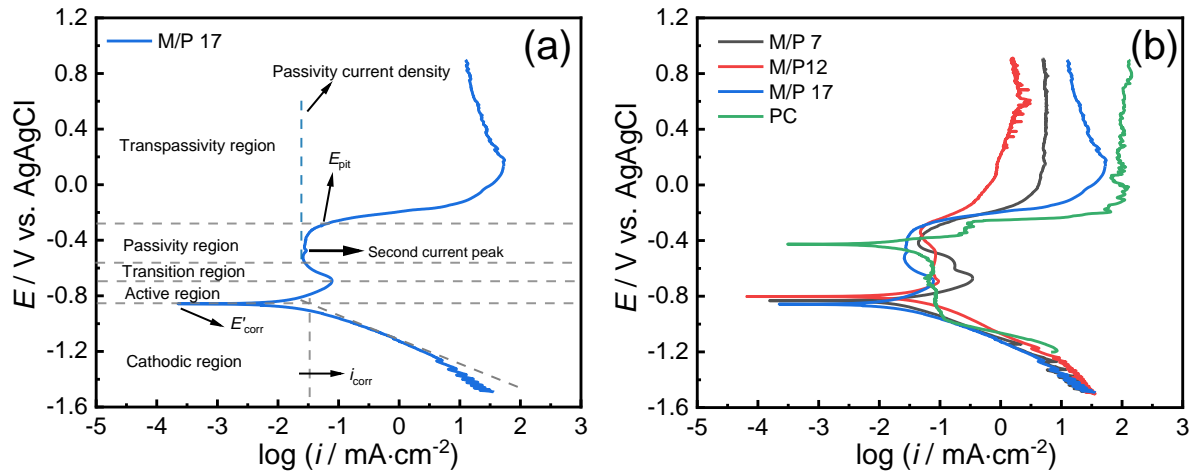 (a)
M/P 17
Passivity current density
Transpassivity region
E_pit
Passivity region
Second current peak
Transition region
Active region
E'_corr
Cathodic region
i_corr
1.2
0.8
0.4
0.0
-0.4
-0.8
-1.2
-1.6
E / V vs. AgAgCl
-5 -4 -3 -2 -1 0 1 2 3
log (i / mA·cm⁻²)
(b)
M/P 7
M/P12
M/P 17
PC
1.2
0.8
0.4
0.0
-0.4
-0.8
-1.2
-1.6
E / V vs. AgAgCl
-5 -4 -3 -2 -1 0 1 2 3
log (i / mA·cm⁻²)